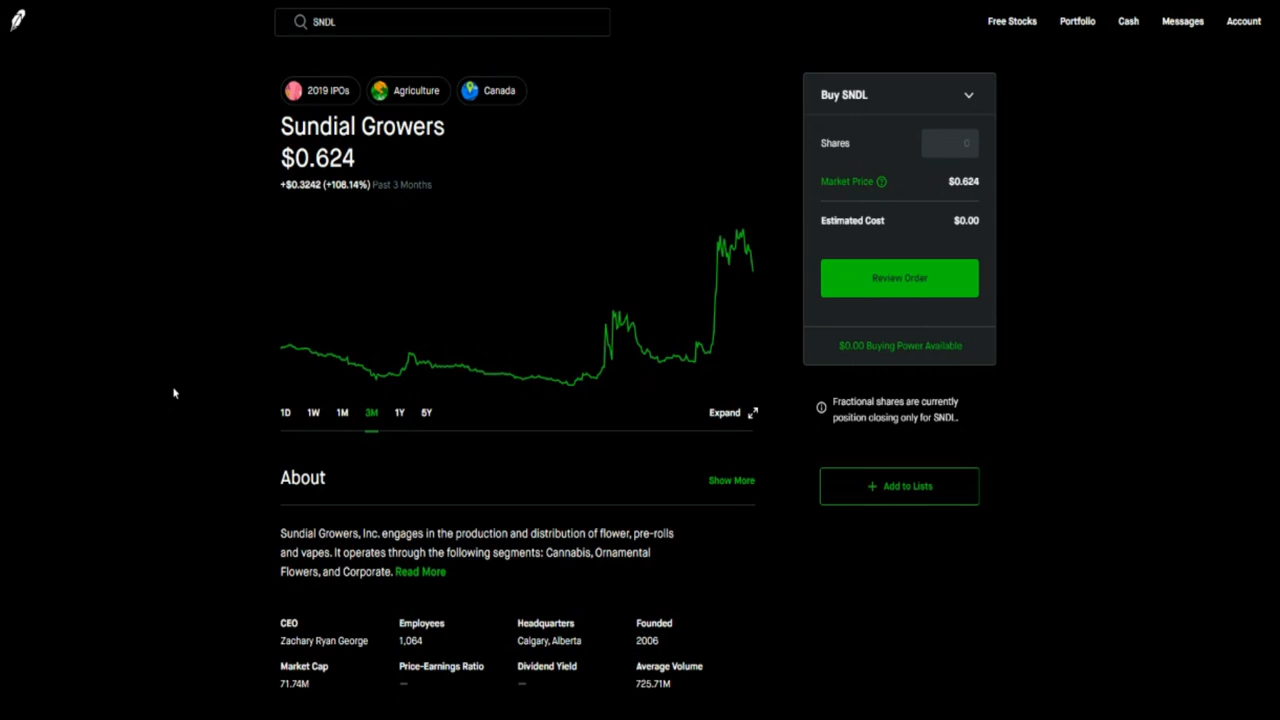 SNDL
Free Stocks
Portfolio
Cash
Messages
Account
2019 IPOs
Agriculture
Canada
Sundial Growers
$0.624
+$0.3242 (+108.14%) Past 3 Months
1D
1W
1M
3M
1Y
5Y
Expand
About
Show More
Sundial Growers, Inc. engages in the production and distribution of flower, pre-rolls
and vapes. It operates through the following segments: Cannabis, Ornamental
Flowers, and Corporate. Read More
CEO
Employees
Headquarters
Founded
Zachary Ryan George
1,064
Calgary, Alberta
2006
Market Cap
Price-Earnings Ratio
Dividend Yield
Average Volume
71.74M
—
—
725.71M
Buy SNDL
Shares
0
Market Price
$0.624
Estimated Cost
$0.00
Review Order
$0.00 Buying Power Available
Fractional shares are currently
position closing only for SNDL.
+ Add to Lists